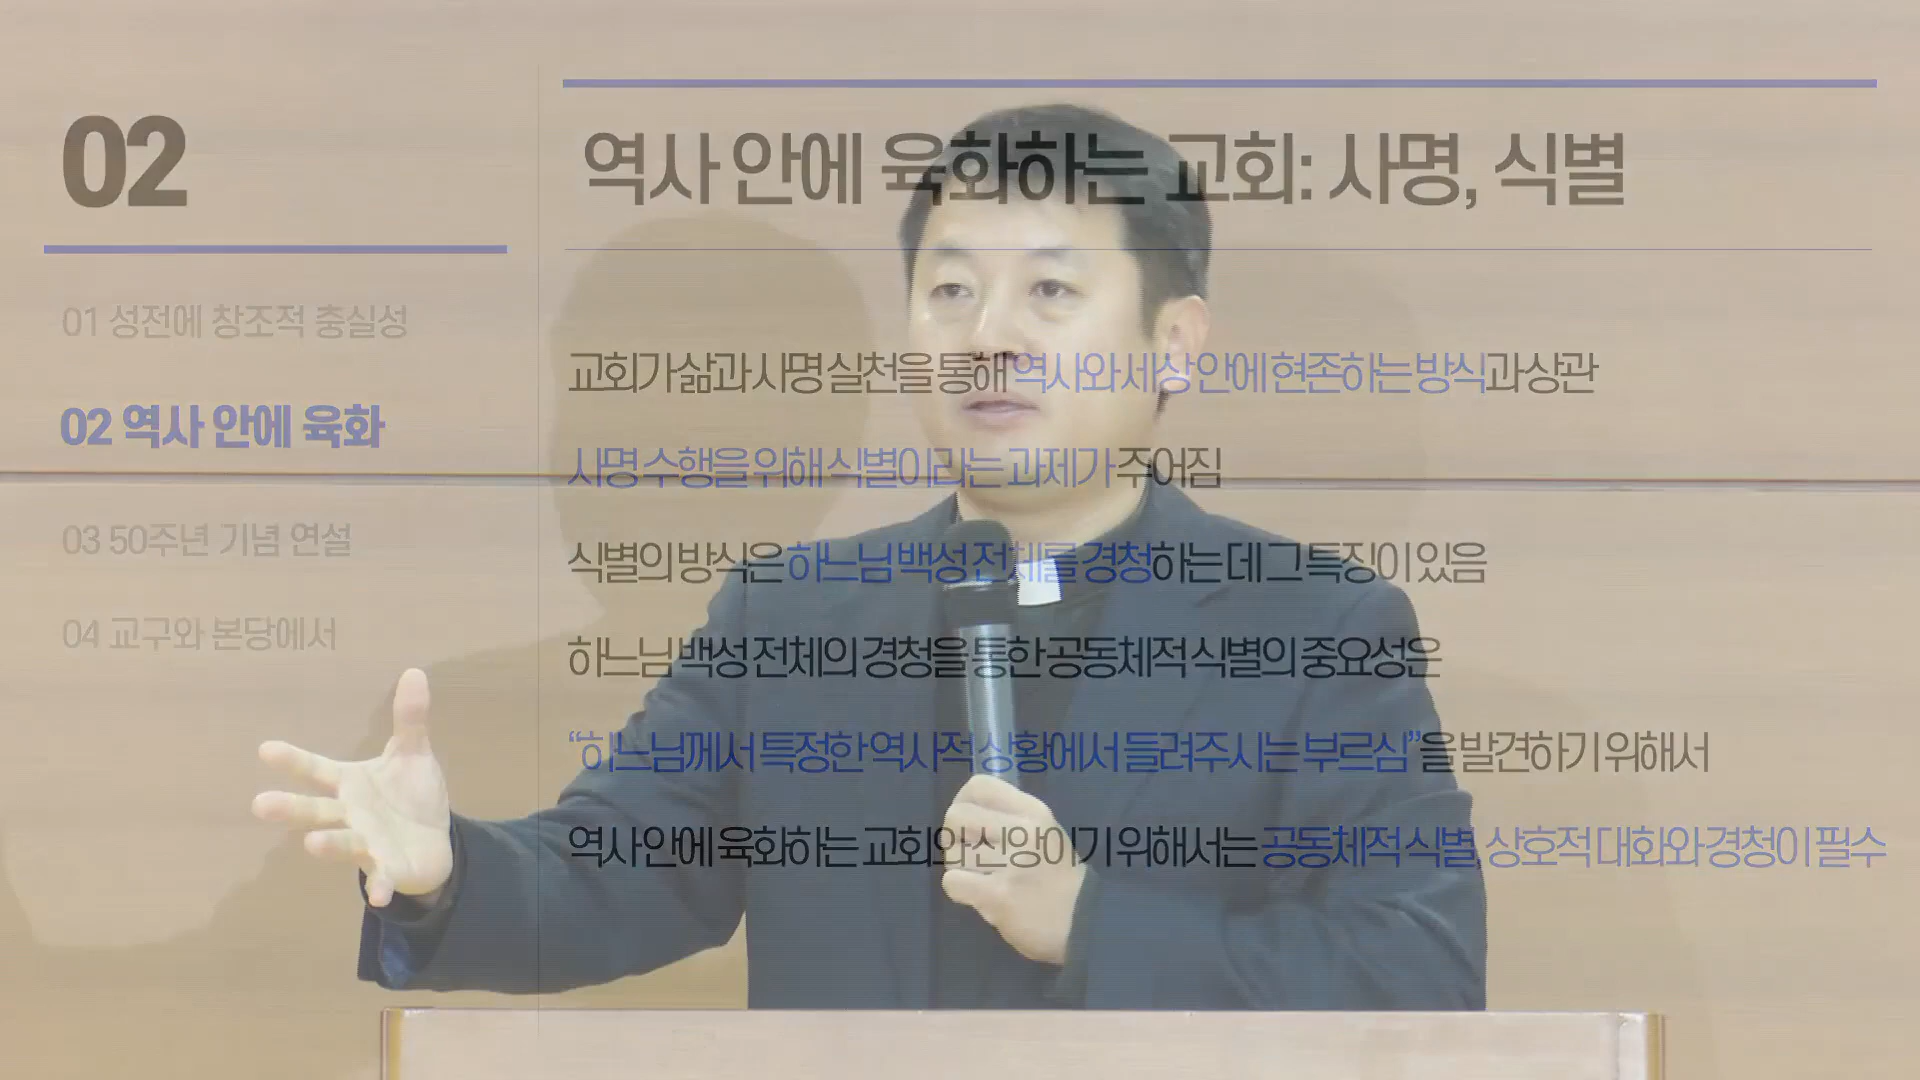 02
01 성전에 창조적 충실성
02 역사 안에 육화
03 50주년 기념 연설
04 교구와 본당에서
역사 안에 육화하는 교회: 사명, 식별
교회가 삶과 사명 실천을 통해 역사와 세상 안에 현존하는 방식과 상관
사명 수행을 위해 식별이라는 과제가 주어짐
식별의 방식은 하느님 백성 전체를 경청하는 데 그 특징이 있음
하느님 백성 전체의 경청을 통한 공동체적 식별의 중요성은
“하느님께서 특정한 역사적 상황에서 들려주시는 부르심”을 발견하기 위해서
역사 안에 육화하는 교회와 신앙이기 위해서는 공동체적 식별, 상호적 대화와 경청이 필수